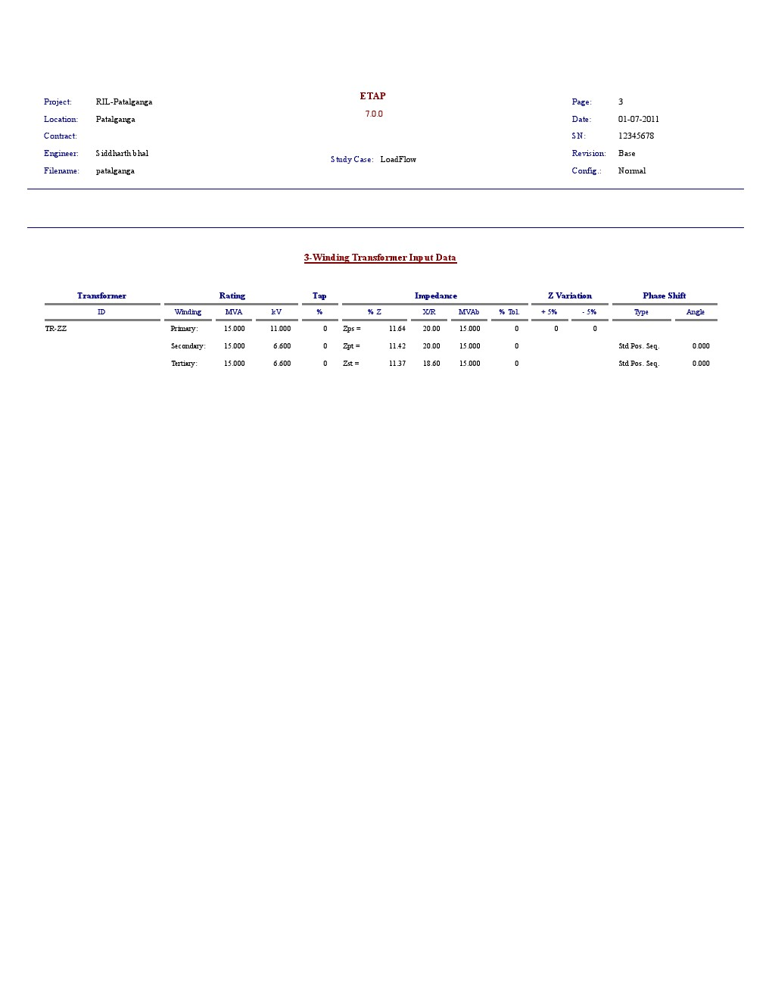 Project: RIL-Patalganga ETAP Page: 3
Location: Patalganga 7.0.0 Date: 01-07-2011
Contract: SN: 12345678
Engineer: Siddharth bhal Study Case: LoadFlow Revision: Base
Filename: patalganga Config.: Normal
3-Winding Transformer Input Data
Transformer Rating Tap Impedance Z Variation Phase Shift
ID Winding MVA kV % % Z X/R MVAb % Tol. + 5% - 5% Type Angle
TR-ZZ Primary: 15.000 11.000 0 Zps = 11.64 20.00 15.000 0 0 0
Secondary: 15.000 6.600 0 Zpt = 11.42 20.00 15.000 0 Std Pos. Seq. 0.000
Tertiary: 15.000 6.600 0 Zst = 11.37 18.60 15.000 0 Std Pos. Seq. 0.000